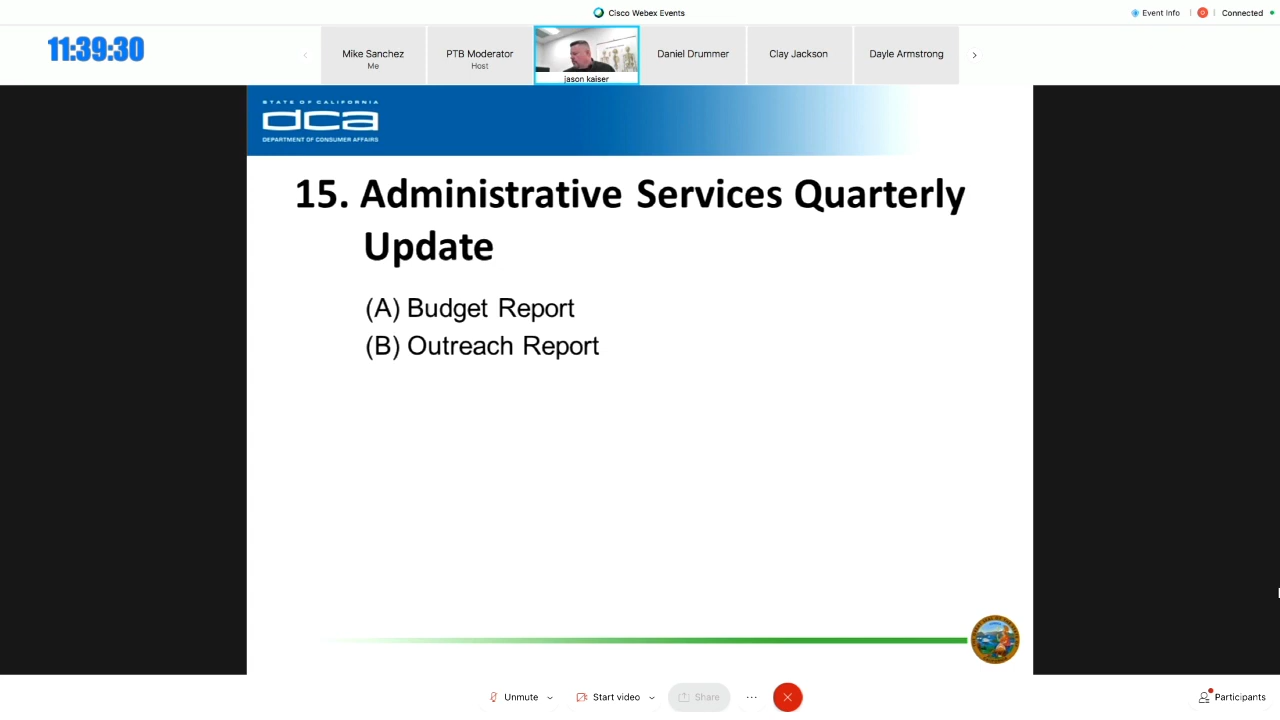 Cisco Webex Events
Event Info
Connected
11:39:30
Mike Sanchez
Me
PTB Moderator
Host
jason kaiser
Daniel Drummer
Clay Jackson
Dayle Armstrong
STATE OF CALIFORNIA
dca
DEPARTMENT OF CONSUMER AFFAIRS
15. Administrative Services Quarterly
Update
(A) Budget Report
(B) Outreach Report
Unmute
Start video
Share
Participants